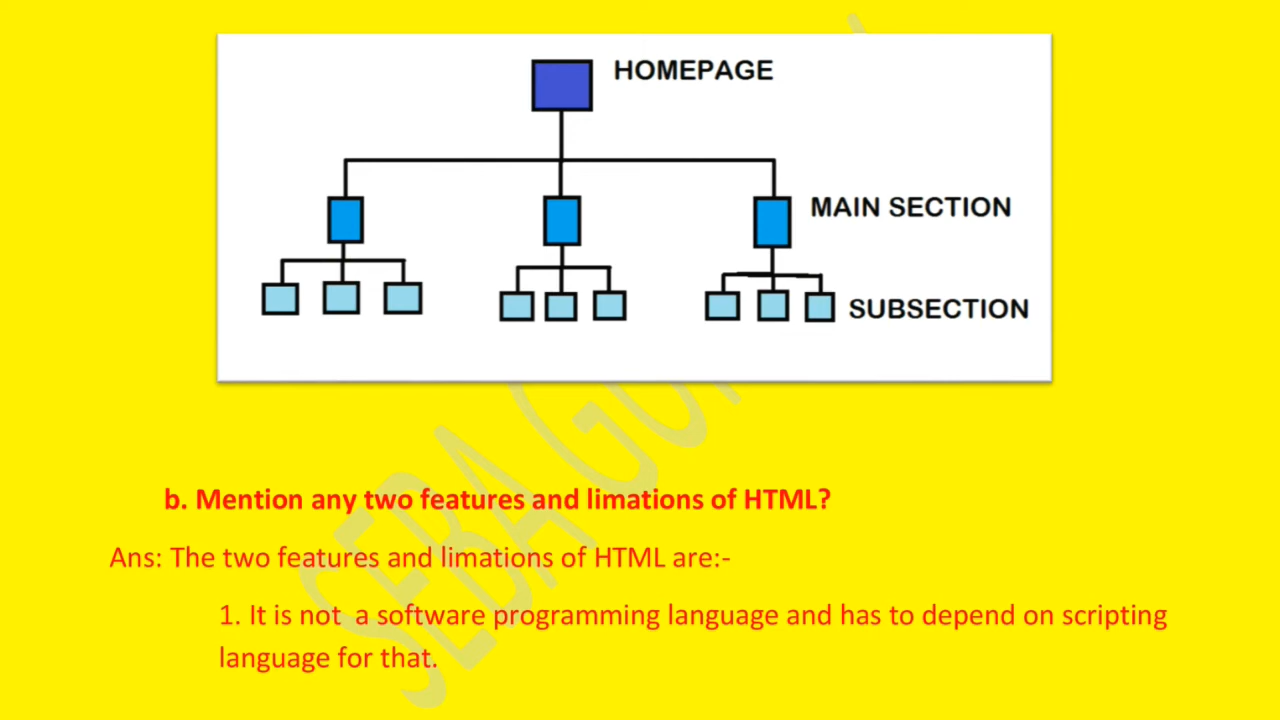 HOMEPAGE
MAIN SECTION
SUBSECTION
b. Mention any two features and limations of HTML?
Ans: The two features and limations of HTML are:-
1. It is not a software programming language and has to depend on scripting
language for that.
SEBA